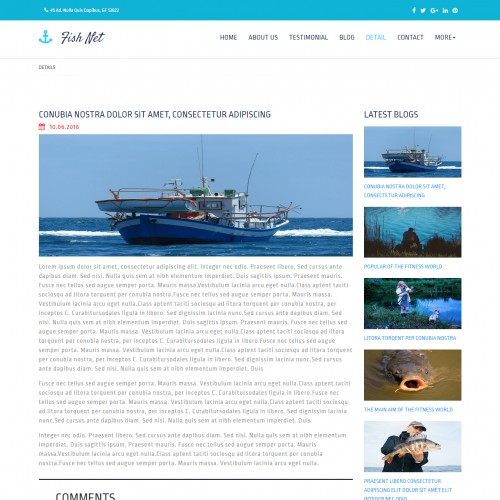 45 Ad, Nulla Quis Dapibus, GT 53022
Fish Net
HOME ABOUT US TESTIMONIAL BLOG DETAIL CONTACT MORE
DETAILS
CONUBIA NOSTRA DOLOR SIT AMET, CONSECTETUR ADIPISCING
10.06.2016
Lorem ipsum dolor sit amet, consectetur adipiscing elit. Integer nec odio. Praesent libero. Sed cursus ante
dapibus diam. Sed nisi. Nulla quis sem at nibh elementum imperdiet. Duis sagittis ipsum. Praesent mauris.
Fusce nec tellus sed augue semper porta. Mauris massa. Vestibulum lacinia arcu eget nulla.Class aptent taciti
sociosqu ad litora torquent per conubia nostra.Fusce nec tellus sed augue semper porta. Mauris massa.
Vestibulum lacinia arcu eget nulla.Class aptent taciti sociosqu ad litora torquent per conubia nostra, per
inceptos C. Curabitursodales ligula in libero. Sed dignissim lacinia nunc.Sed cursus ante dapibus diam. Sed
nisi. Nulla quis sem at nibh elementum imperdiet. Duis sagittis ipsum. Praesent mauris. Fusce nec tellus sed
augue semper porta. Mauris massa. Vestibulum lacinia arcu eget nulla.Class aptent taciti sociosqu ad litora
torquent per conubia nostra, per inceptos C. Curabitursodales ligula in libero. Sed dignissim lacinia
nunc.Fusce nec tellus sed augue semper porta. Mauris massa. Vestibulum lacinia arcu eget nulla.Class aptent
taciti sociosqu ad litora torquent per conubia nostra, per inceptos C. Curabitursodales ligula in libero. Sed
cursus ante dapibus diam. Sed nisi. Nulla quis sem at nibh elementum imperdiet. Duis
Fusce nec tellus sed augue semper porta. Mauris massa. Vestibulum lacinia arcu eget nulla.Class aptent taciti
sociosqu ad litora torquent per conubia nostra, per inceptos C. Curabitursodales ligula in libero. Sed
dignissim lacinia nunc.Fusce nec tellus sed augue semper porta. Mauris massa. Vestibulum lacinia arcu eget
nulla.Class aptent taciti sociosqu ad litora torquent per conubia nostra, per inceptos C. Curabitursodales
ligula in libero. Sed dignissim lacinia nunc.Sed cursus ante dapibus diam. Sed nisi. Nulla quis sem at nibh
elementum imperdiet.
Integer nec odio. Praesent libero. Sed cursus ante dapibus diam. Sed nisi. Nulla quis sem at nibh elementum
imperdiet. Duis sagittis ipsum. Praesent mauris. Fusce nec tellus sed augue semper porta. Mauris massa.
Vestibulum lacinia arcu eget nulla.Class aptent taciti sociosqu ad litora torquent per conubia
nostra.Fusce nec tellus sed augue semper porta. Mauris massa. Vestibulum lacinia arcu eget nulla.
COMMENTS
LATEST BLOGS
CONUBIA NOSTRA DOLOR SIT AMET,
CONSECTETUR ADIPISCING
POPULAR OF THE FITNESS WORLD
LITORA TORQUENT PER CONUBIA NOSTRA
THE MAIN AIM OF THE FITNESS WORLD
PRAESENT LIBERO CONSECTETUR
ADIPISCING ELIT SIT AMET ELIT
INTEGER NEC ODIO